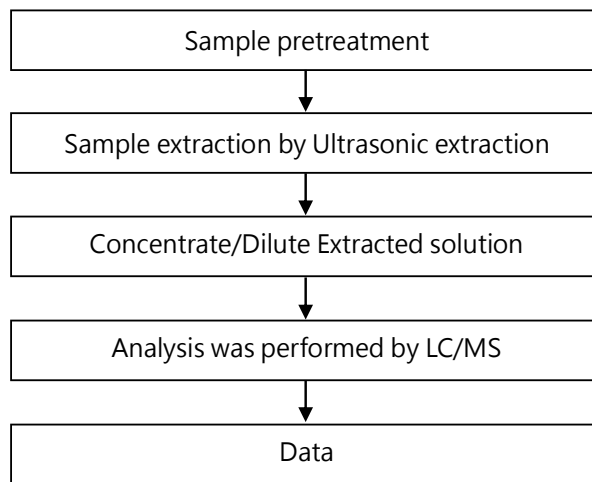 Sample pretreatment
Sample extraction by Ultrasonic extraction
Concentrate/Dilute Extracted solution
Analysis was performed by LC/MS
Data